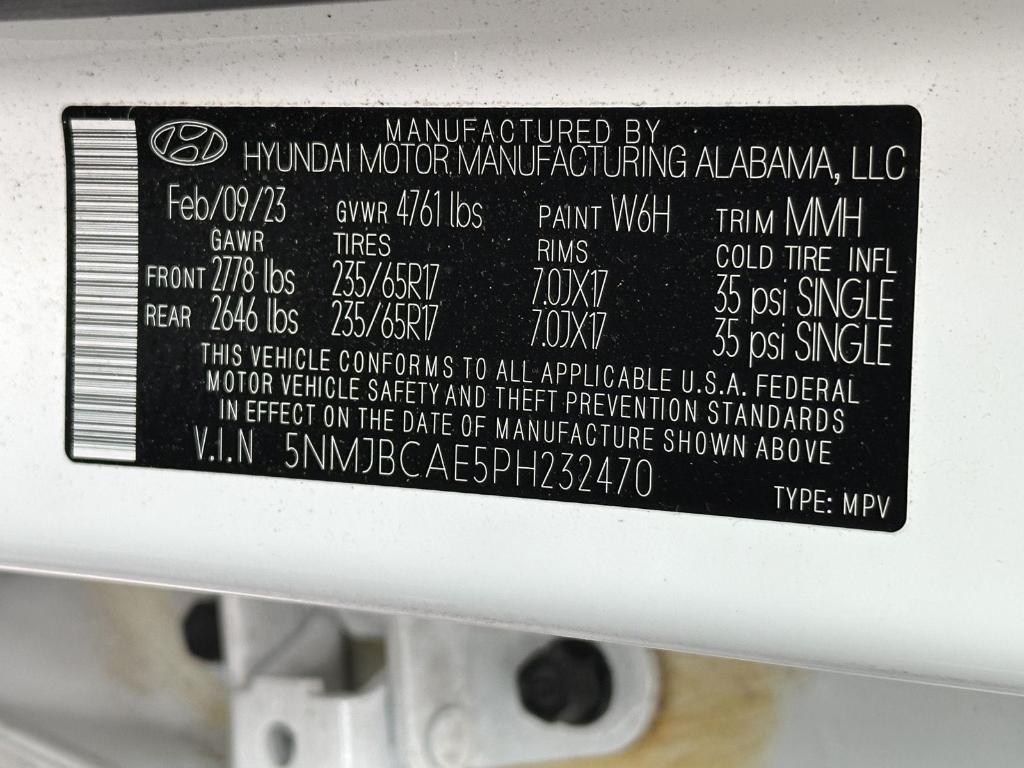 MANUFACTURED BY
HYUNDAI MOTOR MANUFACTURING ALABAMA, LLC
Feb/09/23 GVWR 4761 lbs PAINT W6H TRIM MMH
GAWR TIRES RIMS COLD TIRE INFL
FRONT 2778 lbs 235/65R17 7.0JX17 35 psi SINGLE
REAR 2646 lbs 235/65R17 7.0JX17 35 psi SINGLE
THIS VEHICLE CONFORMS TO ALL APPLICABLE U.S.A. FEDERAL
MOTOR VEHICLE SAFETY AND THEFT PREVENTION STANDARDS
IN EFFECT ON THE DATE OF MANUFACTURE SHOWN ABOVE
V.I.N 5NMJBCAE5PH232470
TYPE: MPV